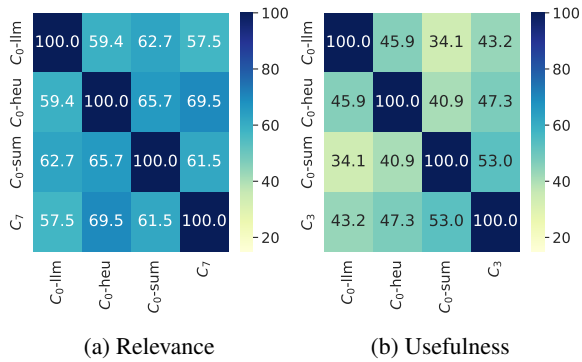 C₀-llm 100.0 59.4 62.7 57.5
C₀-heu 59.4 100.0 65.7 69.5
C₀-sum 62.7 65.7 100.0 61.5
C₇ 57.5 69.5 61.5 100.0
C₀-llm C₀-heu C₀-sum C₇
100
80
60
40
20
(a) Relevance
C₀-llm 100.0 45.9 34.1 43.2
C₀-heu 45.9 100.0 40.9 47.3
C₀-sum 34.1 40.9 100.0 53.0
C₃ 43.2 47.3 53.0 100.0
C₀-llm C₀-heu C₀-sum C₃
100
80
60
40
20
(b) Usefulness